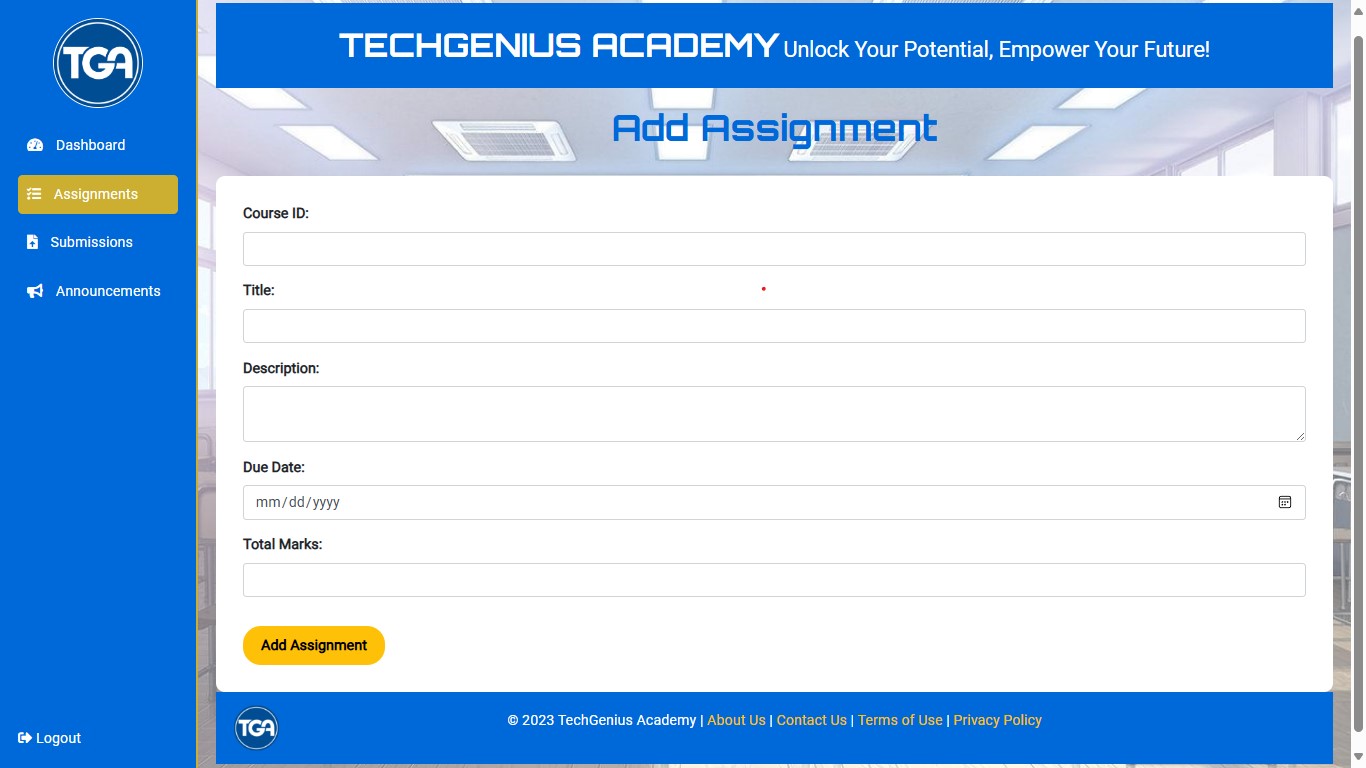 TGA
Dashboard
Assignments
Submissions
Announcements
Logout
TECHGENIUS ACADEMY Unlock Your Potential, Empower Your Future!
Add Assignment
Course ID:
Title:
Description:
Due Date:
mm/dd/yyyy
Total Marks:
Add Assignment
TGA
© 2023 TechGenius Academy | About Us | Contact Us | Terms of Use | Privacy Policy